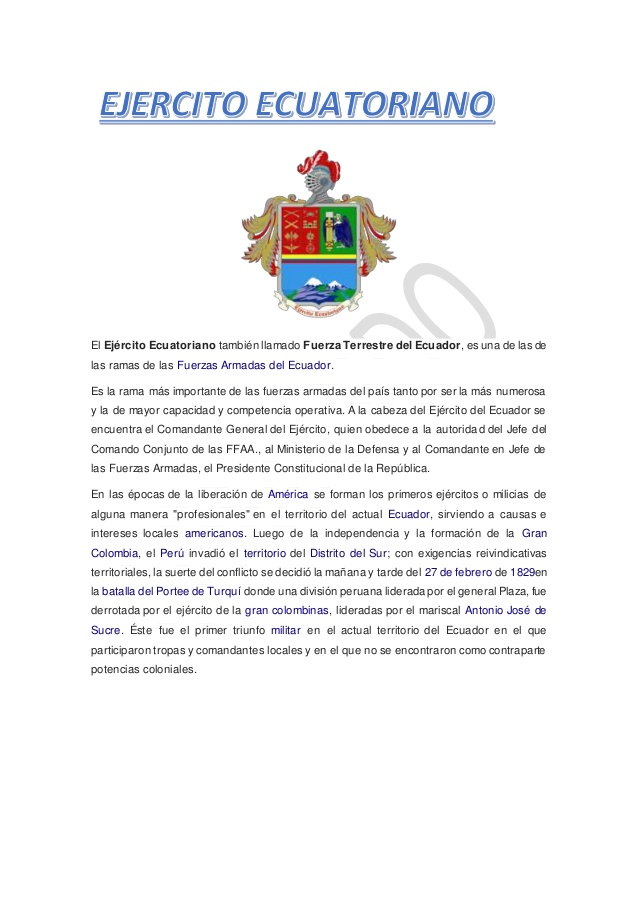 EJERCITO ECUATORIANO
Ejército Ecuatoriano
El Ejército Ecuatoriano también llamado Fuerza Terrestre del Ecuador, es una de las de
las ramas de las Fuerzas Armadas del Ecuador.
Es la rama más importante de las fuerzas armadas del país tanto por ser la más numerosa
y la de mayor capacidad y competencia operativa. A la cabeza del Ejército del Ecuador se
encuentra el Comandante General del Ejército, quien obedece a la autoridad del Jefe del
Comando Conjunto de las FFAA., al Ministerio de la Defensa y al Comandante en Jefe de
las Fuerzas Armadas, el Presidente Constitucional de la República.
En las épocas de la liberación de América se forman los primeros ejércitos o milicias de
alguna manera "profesionales" en el territorio del actual Ecuador, sirviendo a causas e
intereses locales americanos. Luego de la independencia y la formación de la Gran
Colombia, el Perú invadió el territorio del Distrito del Sur; con exigencias reivindicativas
territoriales, la suerte del conflicto se decidió la mañana y tarde del 27 de febrero de 1829en
la batalla del Portee de Turquí donde una división peruana liderada por el general Plaza, fue
derrotada por el ejército de la gran colombinas, lideradas por el mariscal Antonio José de
Sucre. Éste fue el primer triunfo militar en el actual territorio del Ecuador en el que
participaron tropas y comandantes locales y en el que no se encontraron como contraparte
potencias coloniales.